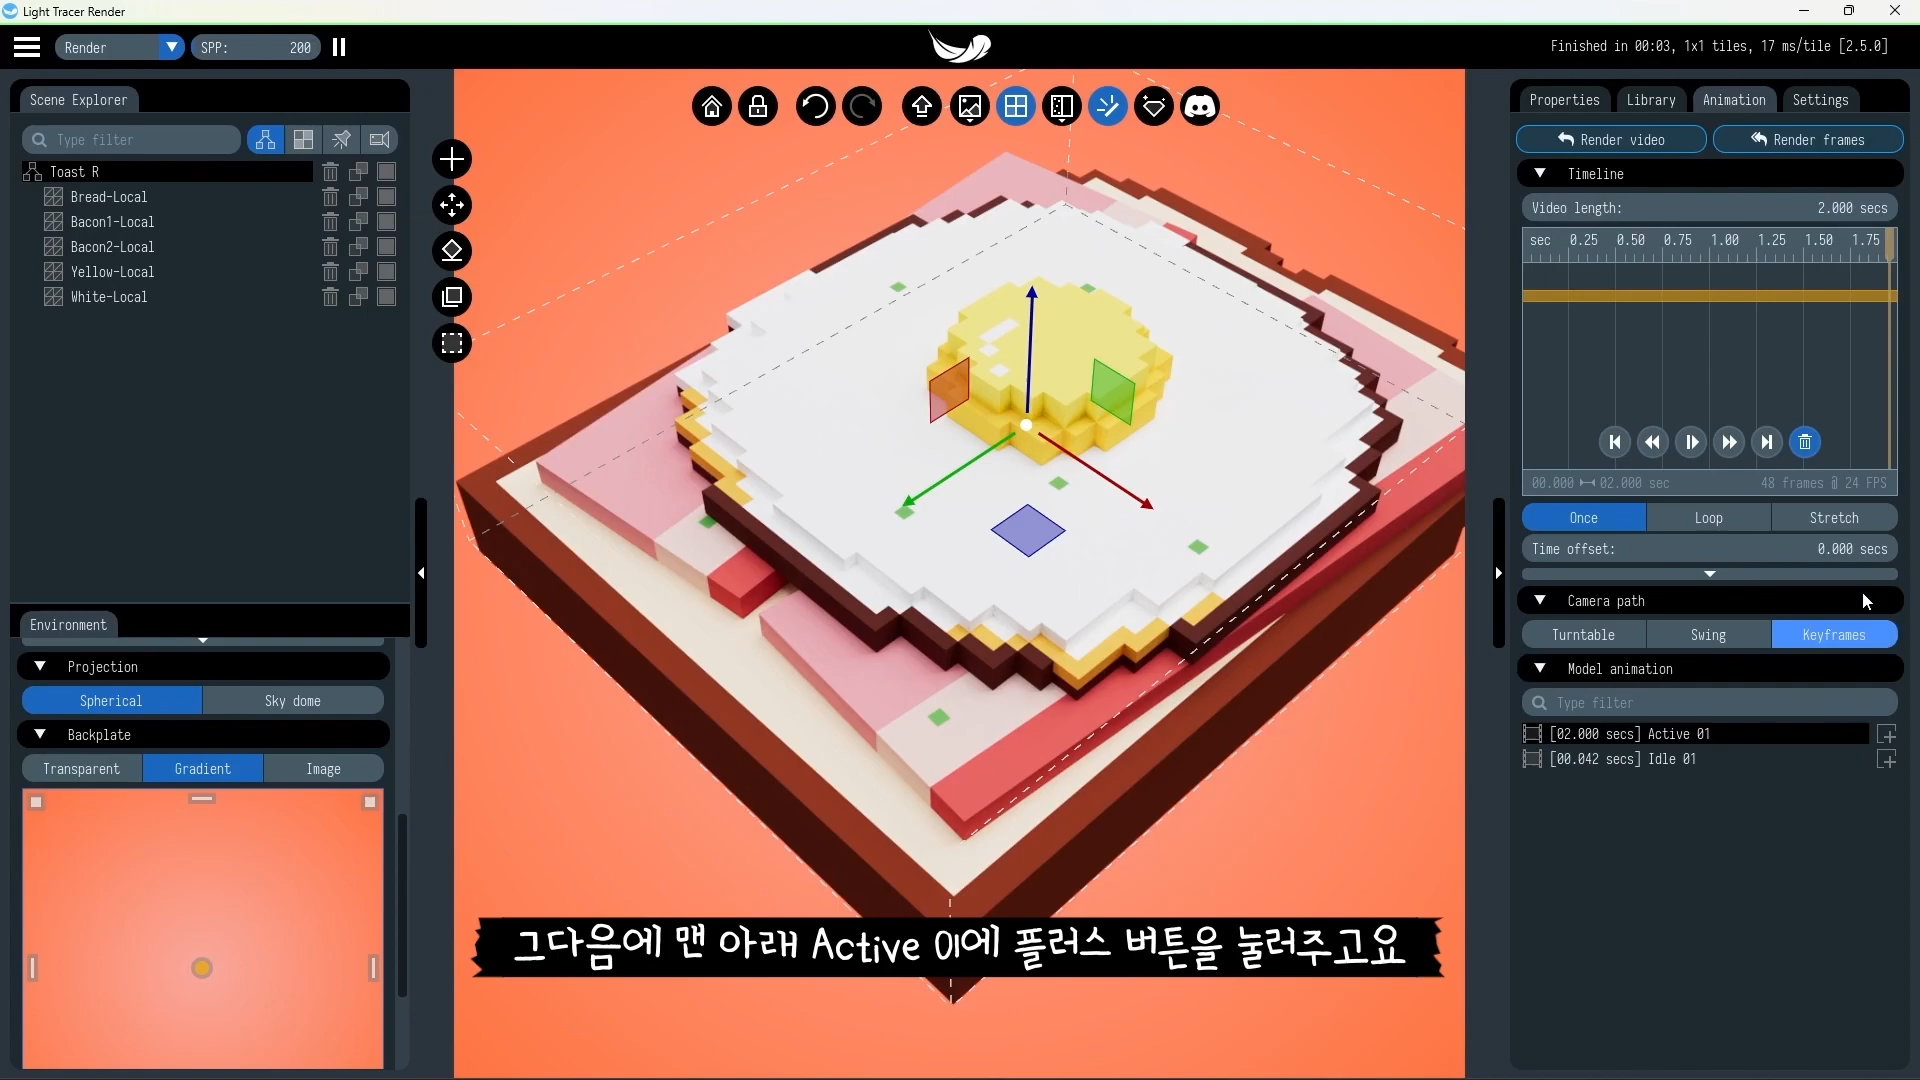 Light Tracer Render
Render
SPP: 200
Finished in 00:03, 1x1 tiles, 17 ms/tile [2.5.0]
Scene Explorer
Type filter
Toast R
Bread-Local
Bacon1-Local
Bacon2-Local
Yellow-Local
White-Local
Environment
Projection
Spherical
Sky dome
Backplate
Transparent
Gradient
Image
그다음에 맨 아래 Active 01에 플러스 버튼을 눌러주고요
Properties
Library
Animation
Settings
Render video
Render frames
Timeline
Video length: 2.000 secs
sec 0.25 0.50 0.75 1.00 1.25 1.50 1.75
00.000 ↔ 02.000 sec
48 frames @ 24 FPS
Once
Loop
Stretch
Time offset: 0.000 secs
Camera path
Turntable
Swing
Keyframes
Model animation
Type filter
[02.000 secs] Active 01
[00.042 secs] Idle 01